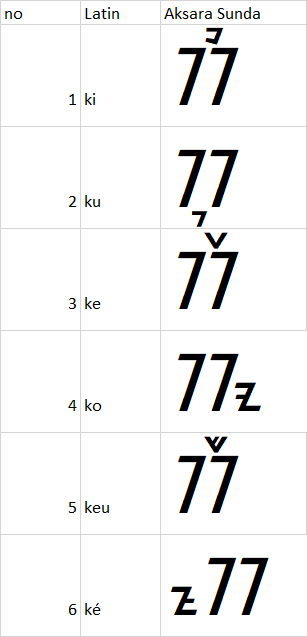 no Latin Aksara Sunda
1 ki ᮊᮤ
2 ku ᮊᮥ
3 ke ᮊᮨ
4 ko ᮊᮧ
5 keu ᮊᮩ
6 ké ᮊᮦ